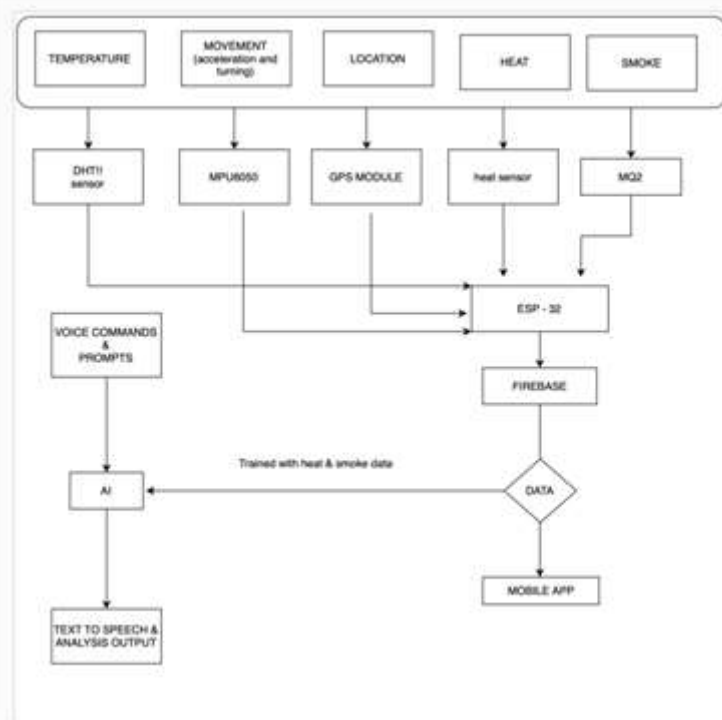 TEMPERATURE
MOVEMENT
(acceleration and
turning)
LOCATION
HEAT
SMOKE
DHT!!
sensor
MPU6050
GPS MODULE
heat sensor
MQ2
ESP - 32
VOICE COMMANDS
&
PROMPTS
FIREBASE
Trained with heat & smoke data
AI
DATA
MOBILE APP
TEXT TO SPEECH &
ANALYSIS OUTPUT